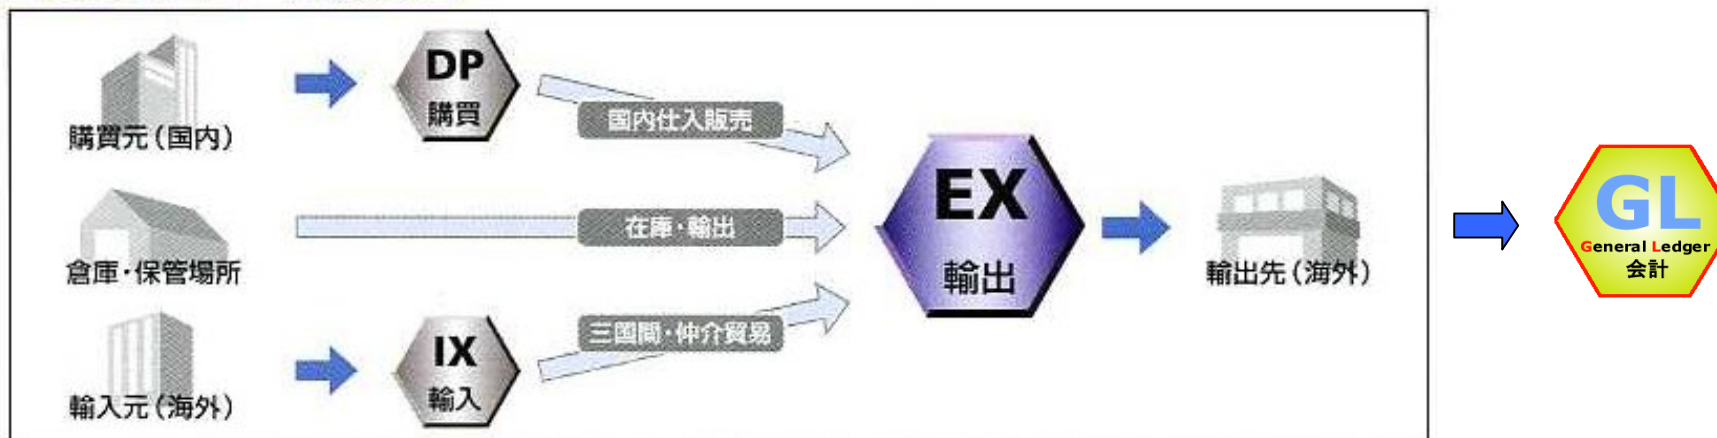 購買元(国内)
DP
購買
国内仕入販売
倉庫・保管場所
在庫・輸出
輸入元(海外)
IX
輸入
三国間・仲介貿易
EX
輸出
輸出先(海外)
GL
General Ledger
会計